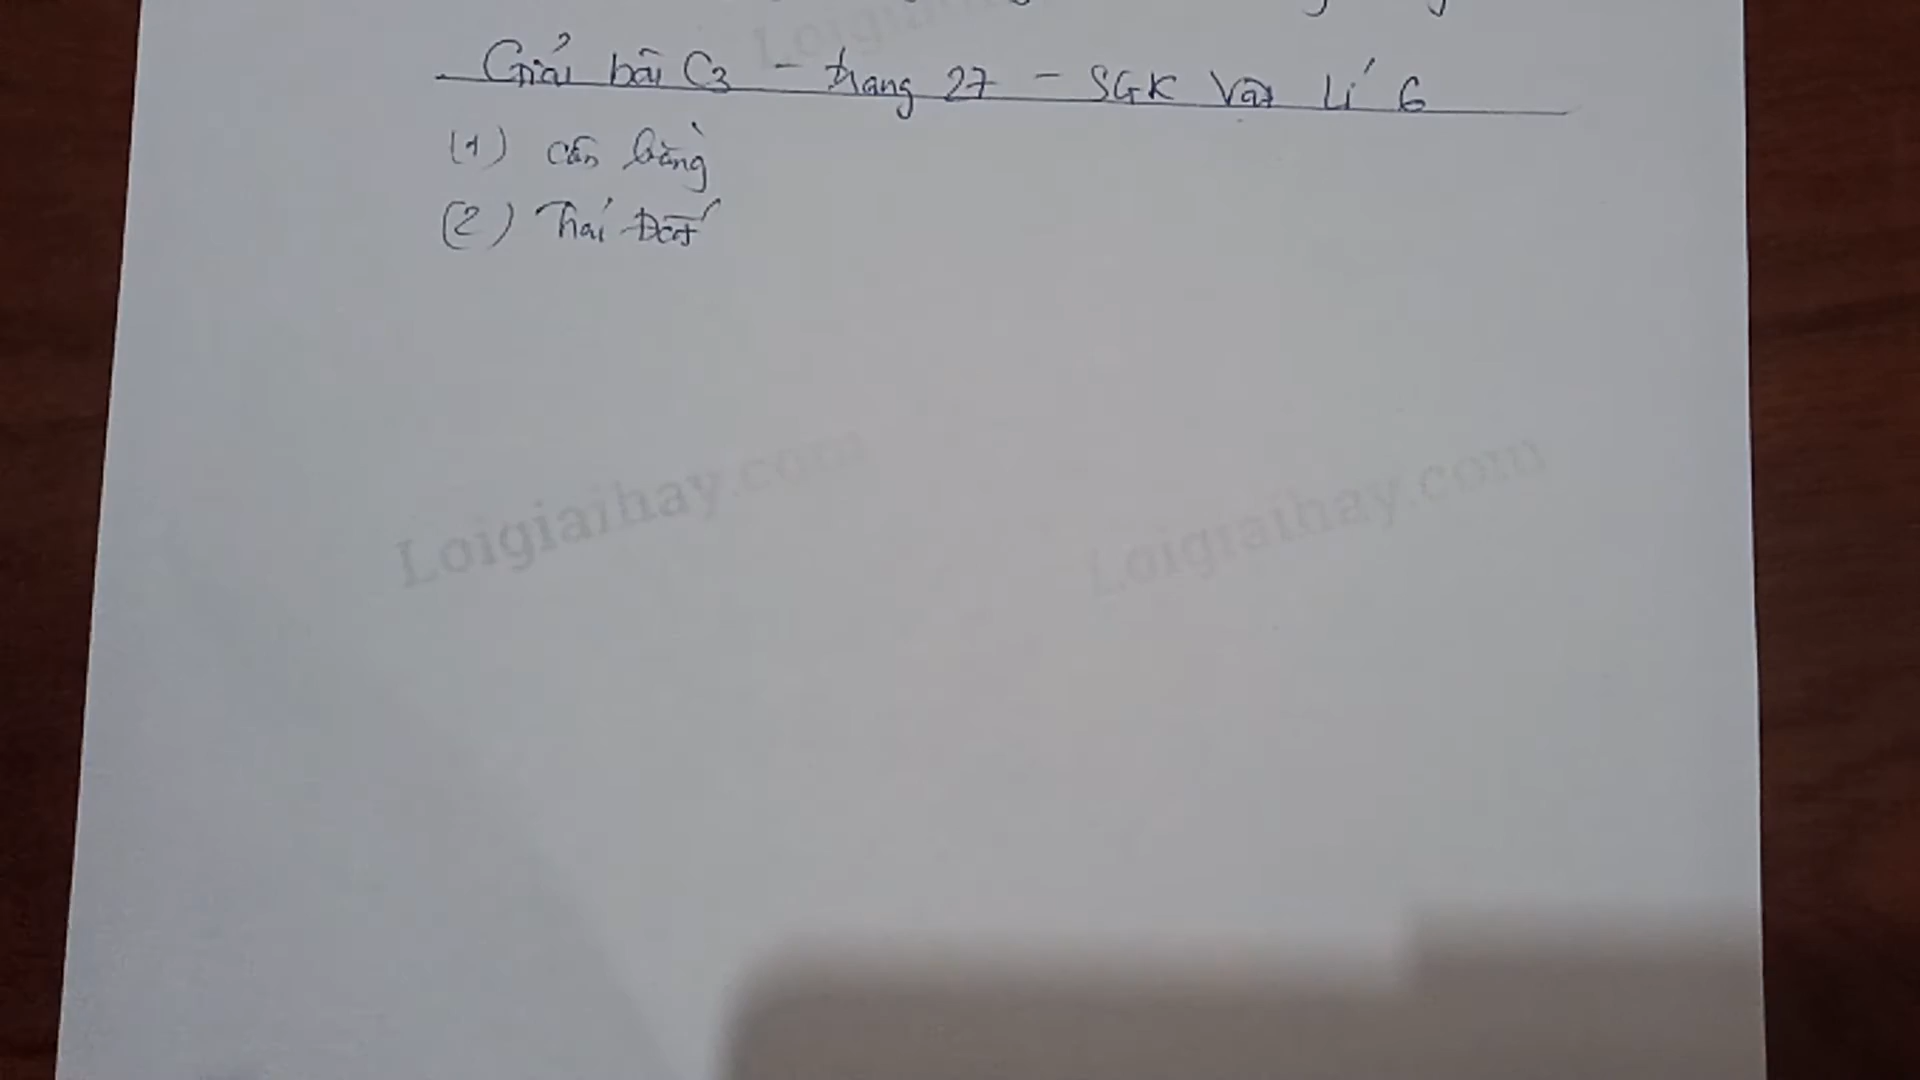 Giải bài C3 - trang 27 - SGK Vật Lí 6
(1) cân bằng
(2) Trái Đất
Loigiaihay.com
Loigiaihay.com